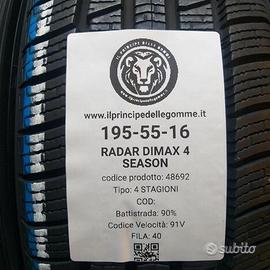 IL PRINCIPE DELLE GOMME
www.ilprincipedellegomme.it
195-55-16
RADAR DIMAX 4
SEASON
codice prodotto: 48692
Tipo: 4 STAGIONI
COD:
Battistrada: 90%
Codice Velocità: 91V
FILA: 40
subito